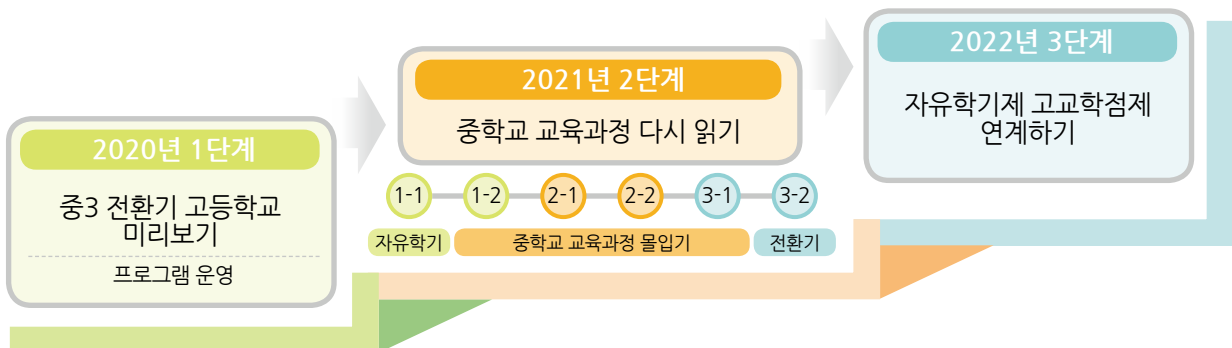 2020년 1단계
중3 전환기 고등학교
미리보기
프로그램 운영
2021년 2단계
중학교 교육과정 다시 읽기
1-1
1-2
2-1
2-2
3-1
3-2
자유학기
중학교 교육과정 몰입기
전환기
2022년 3단계
자유학기제 고교학점제
연계하기